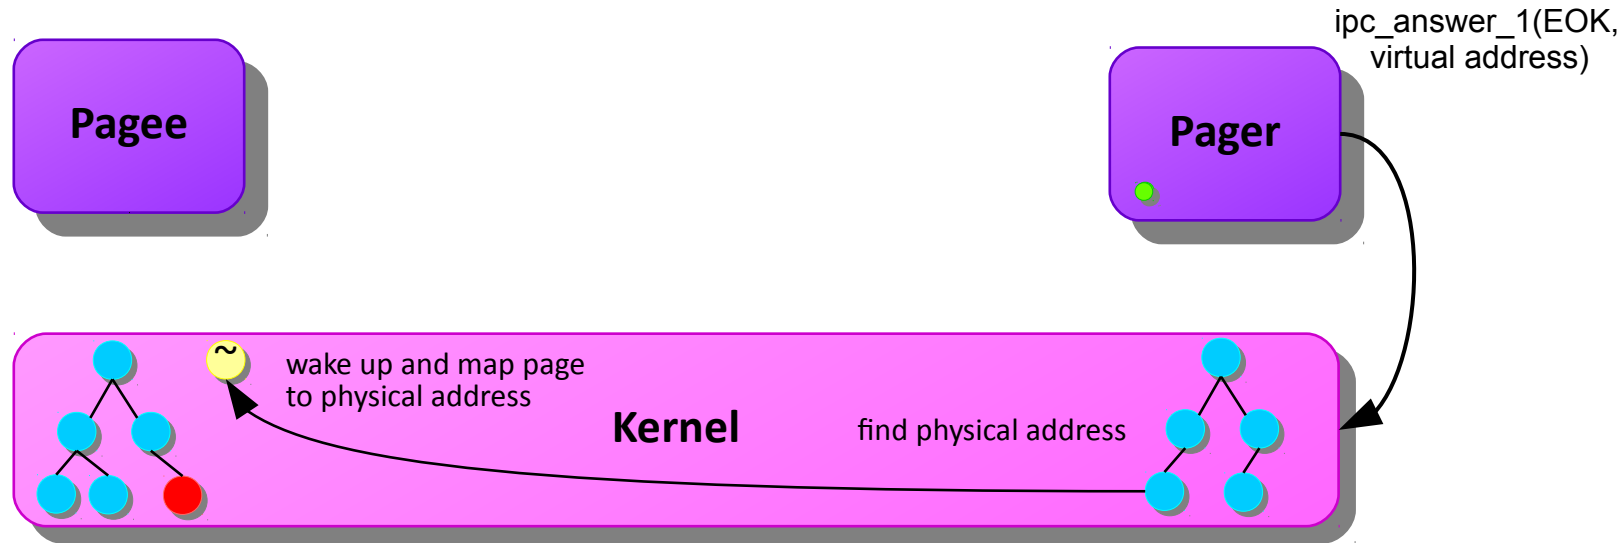 ipc_answer_1(EOK,
virtual address)
Pagee
Pager
~
wake up and map page
to physical address
Kernel
find physical address